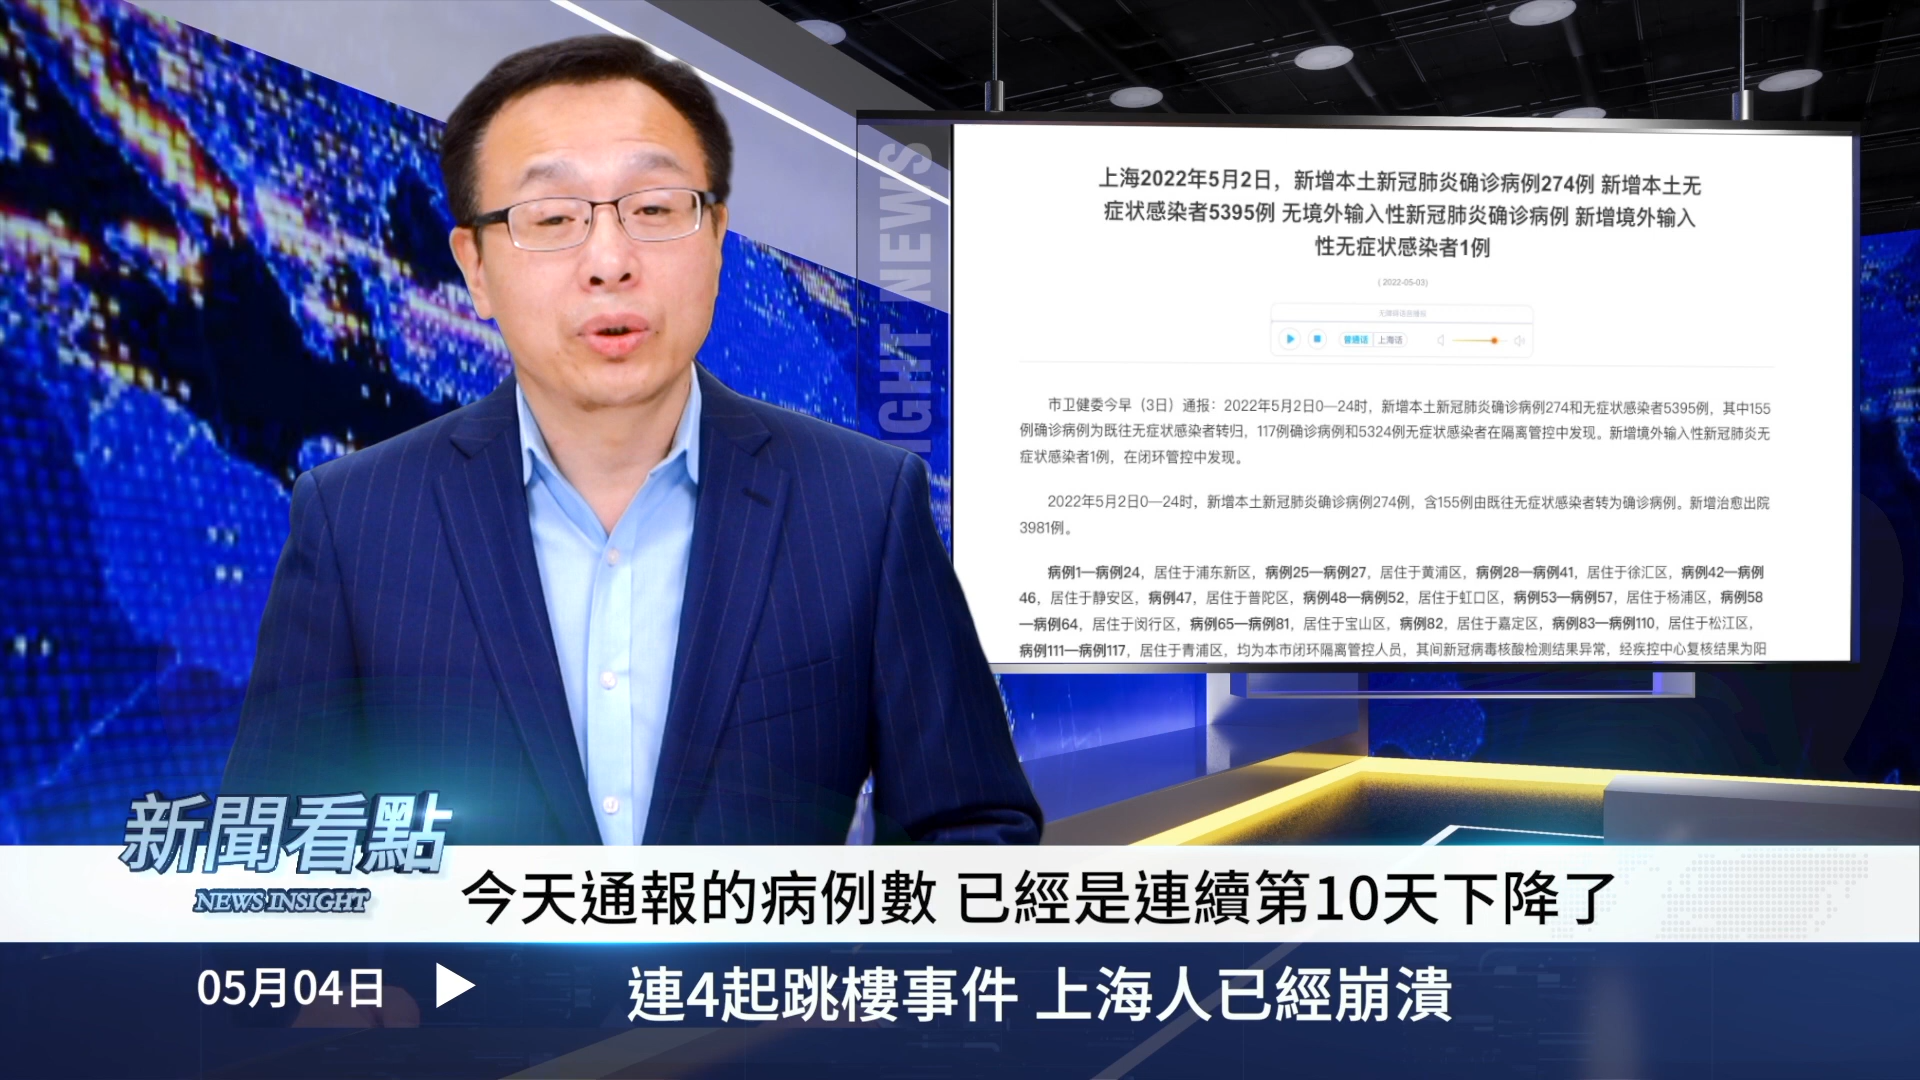 NIGHT NEWS
上海2022年5月2日，新增本土新冠肺炎确诊病例274例 新增本土无
症状感染者5395例 无境外输入性新冠肺炎确诊病例 新增境外输入
性无症状感染者1例
( 2022-05-03)
普通话 上海话
市卫健委今早（3日）通报：2022年5月2日0—24时，新增本土新冠肺炎确诊病例274和无症状感染者5395例，其中155
例确诊病例为既往无症状感染者转归，117例确诊病例和5324例无症状感染者在隔离管控中发现。新增境外输入性新冠肺炎无
症状感染者1例，在闭环管控中发现。
2022年5月2日0—24时，新增本土新冠肺炎确诊病例274例，含155例由既往无症状感染者转为确诊病例。新增治愈出院
3981例。
病例1—病例24，居住于浦东新区，病例25—病例27，居住于黄浦区，病例28—病例41，居住于徐汇区，病例42—病例
46，居住于静安区，病例47，居住于普陀区，病例48—病例52，居住于虹口区，病例53—病例57，居住于杨浦区，病例58
—病例64，居住于闵行区，病例65—病例81，居住于宝山区，病例82，居住于嘉定区，病例83—病例110，居住于松江区，
病例111—病例117，居住于青浦区，均为本市闭环隔离管控人员，其间新冠病毒核酸检测结果异常，经疾控中心复核结果为阳
新聞看點
NEWS INSIGHT
今天通報的病例數 已經是連續第10天下降了
05月04日
連4起跳樓事件 上海人已經崩潰